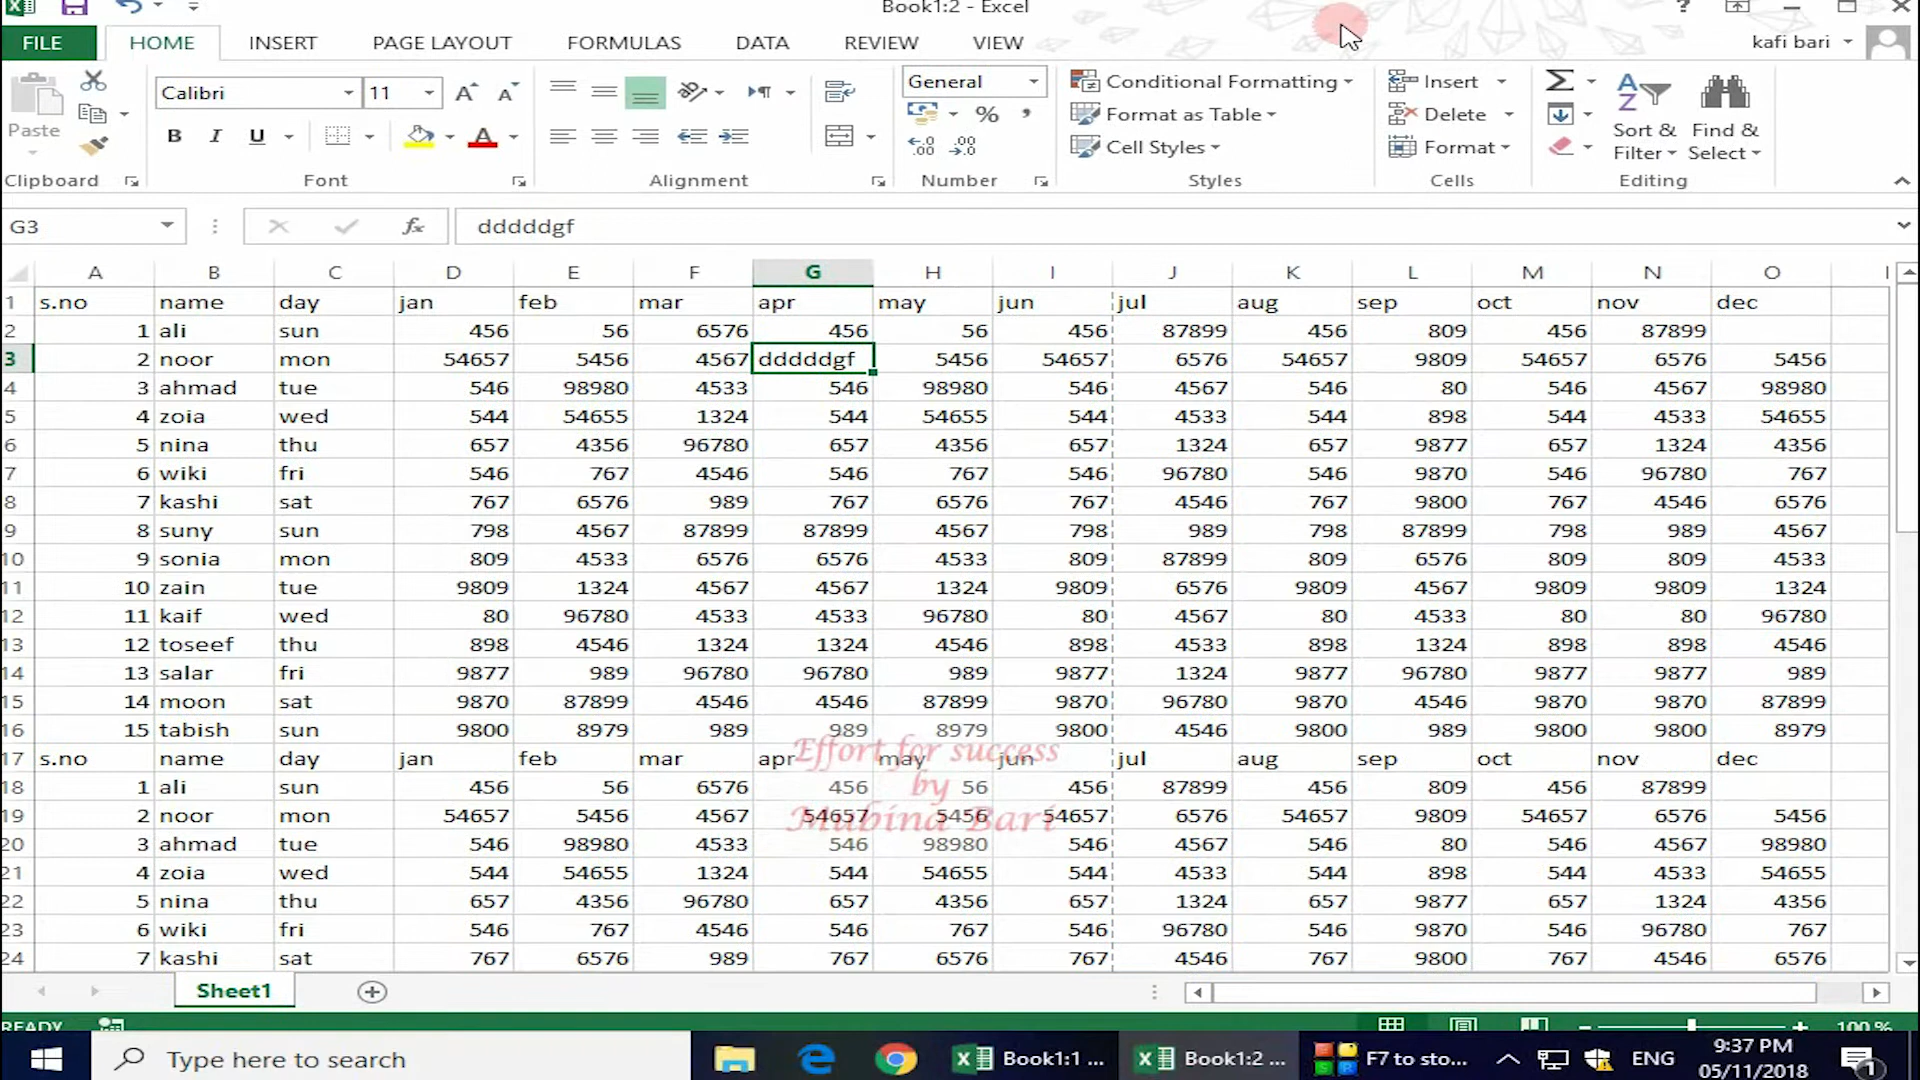 Book1:2 - Excel
?
FILE HOME INSERT PAGE LAYOUT FORMULAS DATA REVIEW VIEW kafi bari
Paste Calibri 11 General Conditional Formatting Insert
B I U % , Format as Table Delete Sort & Find &
Cell Styles Format Filter Select
Clipboard Font Alignment Number Styles Cells Editing
G3 fx dddddgf
A B C D E F G H I J K L M N O
1 s.no name day jan feb mar apr may jun jul aug sep oct nov dec
2 1 ali sun 456 56 6576 456 56 456 87899 456 809 456 87899
3 2 noor mon 54657 5456 4567 dddddgf 5456 54657 6576 54657 9809 54657 6576 5456
4 3 ahmad tue 546 98980 4533 546 98980 546 4567 546 80 546 4567 98980
5 4 zoia wed 544 54655 1324 544 54655 544 4533 544 898 544 4533 54655
6 5 nina thu 657 4356 96780 657 4356 657 1324 657 9877 657 1324 4356
7 6 wiki fri 546 767 4546 546 767 546 96780 546 9870 546 96780 767
8 7 kashi sat 767 6576 989 767 6576 767 4546 767 9800 767 4546 6576
9 8 suny sun 798 4567 87899 87899 4567 798 989 798 87899 798 989 4567
10 9 sonia mon 809 4533 6576 6576 4533 809 87899 809 6576 809 809 4533
11 10 zain tue 9809 1324 4567 4567 1324 9809 6576 9809 4567 9809 9809 1324
12 11 kaif wed 80 96780 4533 4533 96780 80 4567 80 4533 80 80 96780
13 12 toseef thu 898 4546 1324 1324 4546 898 4533 898 1324 898 898 4546
14 13 salar fri 9877 989 96780 96780 989 9877 1324 9877 96780 9877 9877 989
15 14 moon sat 9870 87899 4546 4546 87899 9870 96780 9870 4546 9870 9870 87899
16 15 tabish sun 9800 8979 989 989 8979 9800 4546 9800 989 9800 9800 8979
Effort for success
by
Mubina Bari
17 s.no name day jan feb mar apr may jun jul aug sep oct nov dec
18 1 ali sun 456 56 6576 456 56 456 87899 456 809 456 87899
19 2 noor mon 54657 5456 4567 54657 5456 54657 6576 54657 9809 54657 6576 5456
20 3 ahmad tue 546 98980 4533 546 98980 546 4567 546 80 546 4567 98980
21 4 zoia wed 544 54655 1324 544 54655 544 4533 544 898 544 4533 54655
22 5 nina thu 657 4356 96780 657 4356 657 1324 657 9877 657 1324 4356
23 6 wiki fri 546 767 4546 546 767 546 96780 546 9870 546 96780 767
24 7 kashi sat 767 6576 989 767 6576 767 4546 767 9800 767 4546 6576
Sheet1
READY 100 %
Type here to search Book1:1 ... Book1:2 ... F7 to sto... ENG 9:37 PM
05/11/2018 1